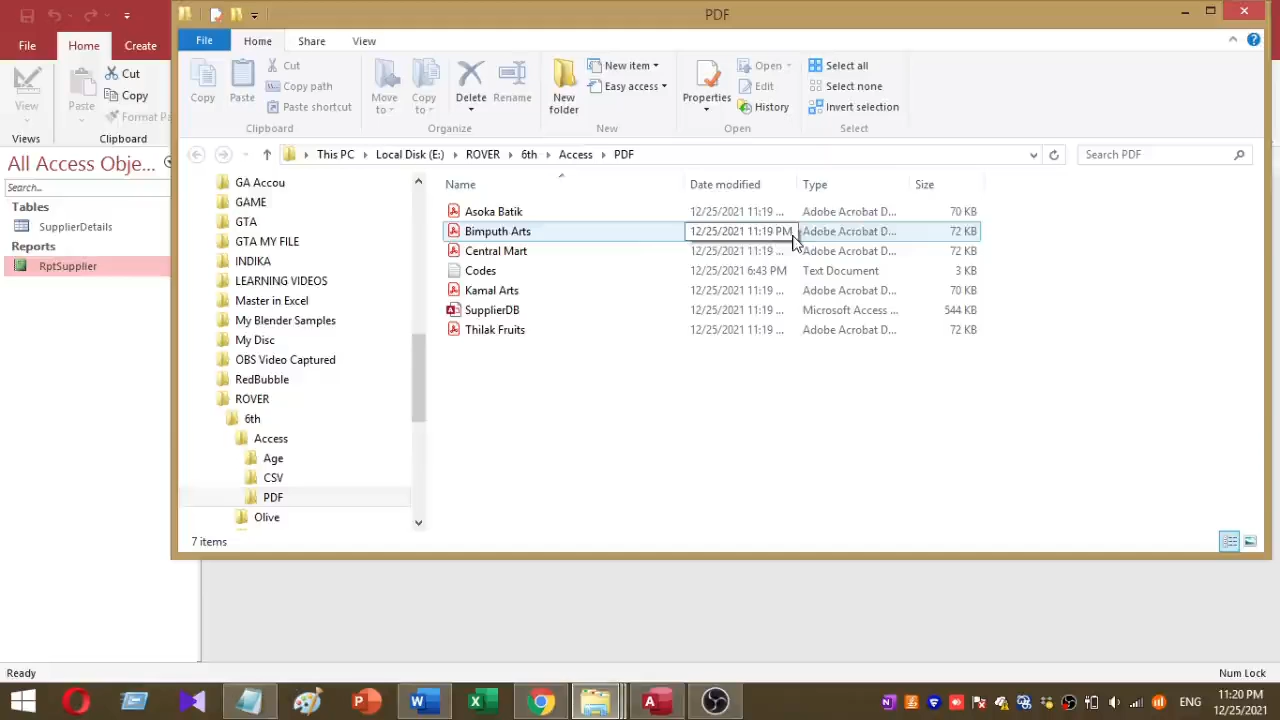 PDF
File Home Create
File Home Share View
View
Views
Paste
Cut
Copy
Format Pa
Clipboard
Copy
Paste
Cut
Copy path
Paste shortcut
Clipboard
Move to
Copy to
Delete
Rename
Organize
New folder
New item
Easy access
New
Properties
Open
Edit
History
Open
Select all
Select none
Insert selection
Select
This PC Local Disk (E:) ROVER 6th Access PDF
Search PDF
All Access Obje...
Search...
Tables
SupplierDetails
Reports
RptSupplier
GA Accou
GAME
GTA
GTA MY FILE
INDIKA
LEARNING VIDEOS
Master in Excel
My Blender Samples
My Disc
OBS Video Captured
RedBubble
ROVER
6th
Access
Age
CSV
PDF
Olive
Name Date modified Type Size
Asoka Batik 12/25/2021 11:19 ... Adobe Acrobat D... 70 KB
Bimputh Arts 12/25/2021 11:19 PM Adobe Acrobat D... 72 KB
Central Mart 12/25/2021 11:19 ... Adobe Acrobat D... 72 KB
Codes 12/25/2021 6:43 PM Text Document 3 KB
Kamal Arts 12/25/2021 11:19 ... Adobe Acrobat D... 70 KB
SupplierDB 12/25/2021 11:19 ... Microsoft Access ... 544 KB
Thilak Fruits 12/25/2021 11:19 ... Adobe Acrobat D... 72 KB
7 items
Ready
Num Lock
ENG
11:20 PM
12/25/2021